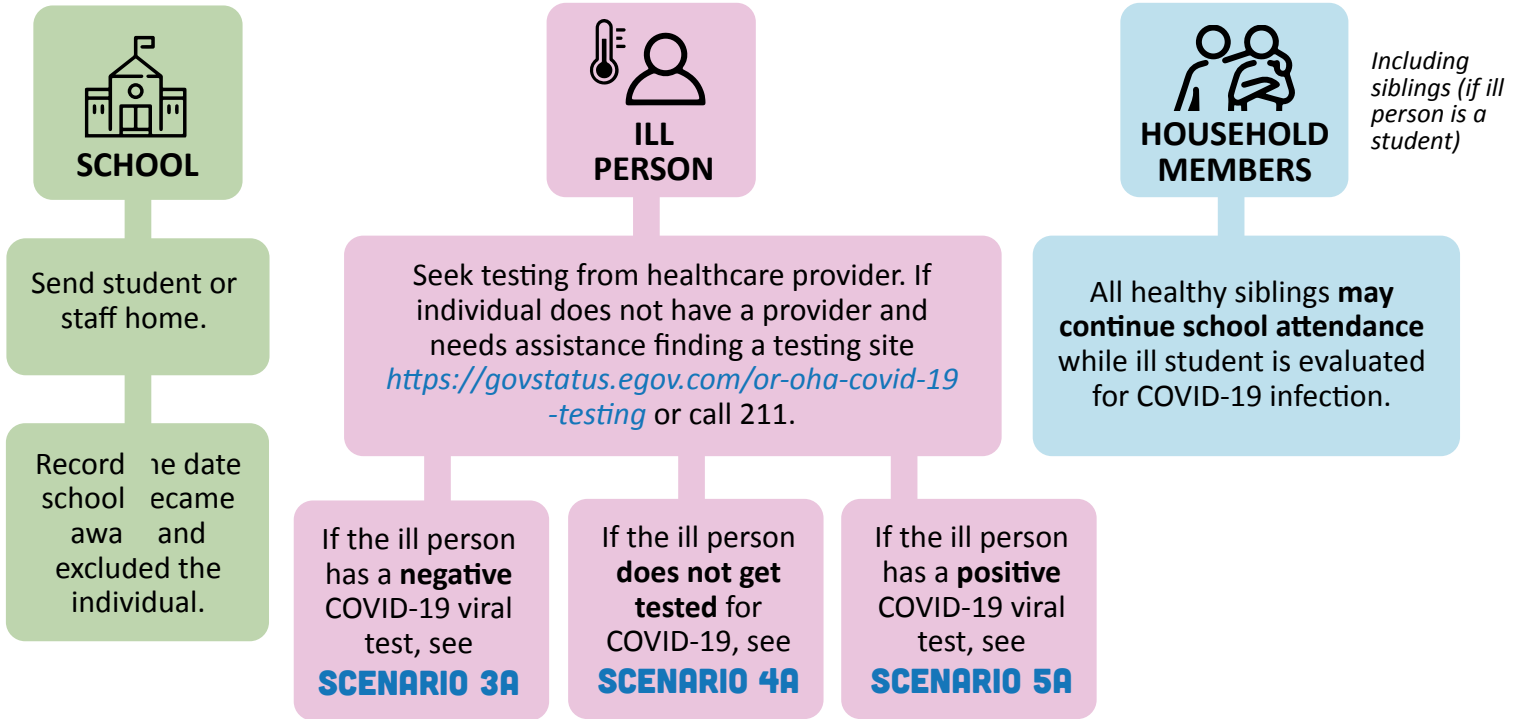 SCHOOL
Send student or
staff home.
Record date
school
and
excluded the
individual.
ILL
PERSON
Seek testing from healthcare provider. If
individual does not have a provider and
needs assistance finding a testing site
https://govstatus.egov.com/or-oha-covid-19
-testing or call 211.
If the ill person
has a negative
COVID-19 viral
test, see
SCENARIO 3A
If the ill person
does not get
tested for
COVID-19, see
SCENARIO 4A
If the ill person
has a positive
COVID-19 viral
test, see
SCENARIO 5A
HOUSEHOLD
MEMBERS
Including
siblings (if ill
person is a
student)
All healthy siblings may
continue school attendance
while ill student is evaluated
for COVID-19 infection.